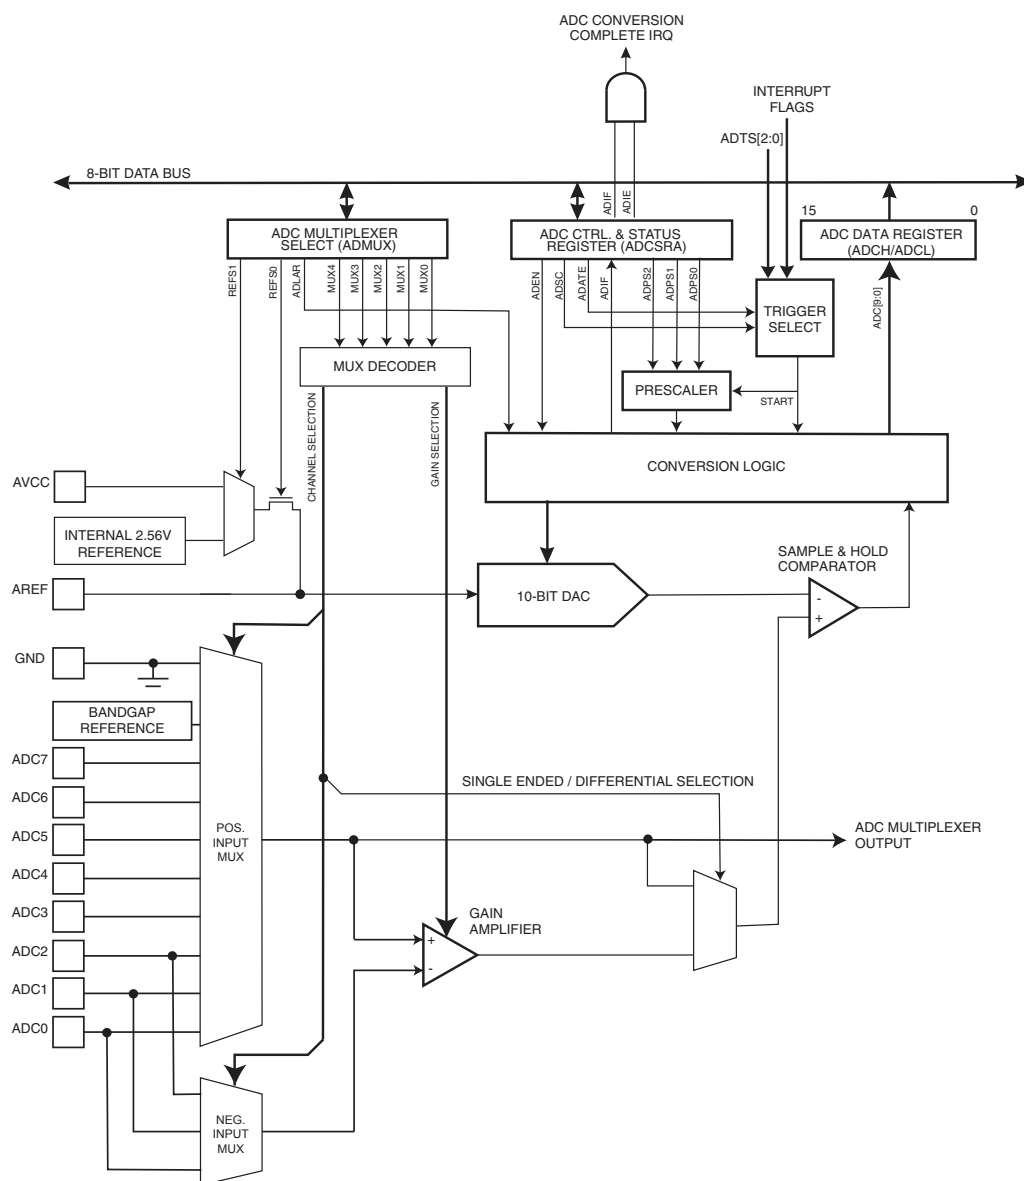 ADC CONVERSION
COMPLETE IRQ
INTERRUPT
FLAGS
ADTS[2:0]
8-BIT DATA BUS
ADIF
ADIE
15
0
ADC MULTIPLEXER
SELECT (ADMUX)
ADC CTRL. & STATUS
REGISTER (ADCSRA)
ADC DATA REGISTER
(ADCH/ADCL)
REFS1
REFS0
ADLAR
MUX4
MUX3
MUX2
MUX1
MUX0
ADEN
ADSC
ADATE
ADIF
ADPS2
ADPS1
ADPS0
ADC[9:0]
TRIGGER
SELECT
MUX DECODER
PRESCALER
START
CHANNEL SELECTION
GAIN SELECTION
CONVERSION LOGIC
AVCC
INTERNAL 2.56V
REFERENCE
SAMPLE & HOLD
COMPARATOR
AREF
10-BIT DAC
-
+
GND
BANDGAP
REFERENCE
ADC7
SINGLE ENDED / DIFFERENTIAL SELECTION
ADC6
ADC5
POS.
INPUT
MUX
ADC MULTIPLEXER
OUTPUT
ADC4
ADC3
GAIN
AMPLIFIER
+
-
ADC2
ADC1
ADC0
NEG.
INPUT
MUX